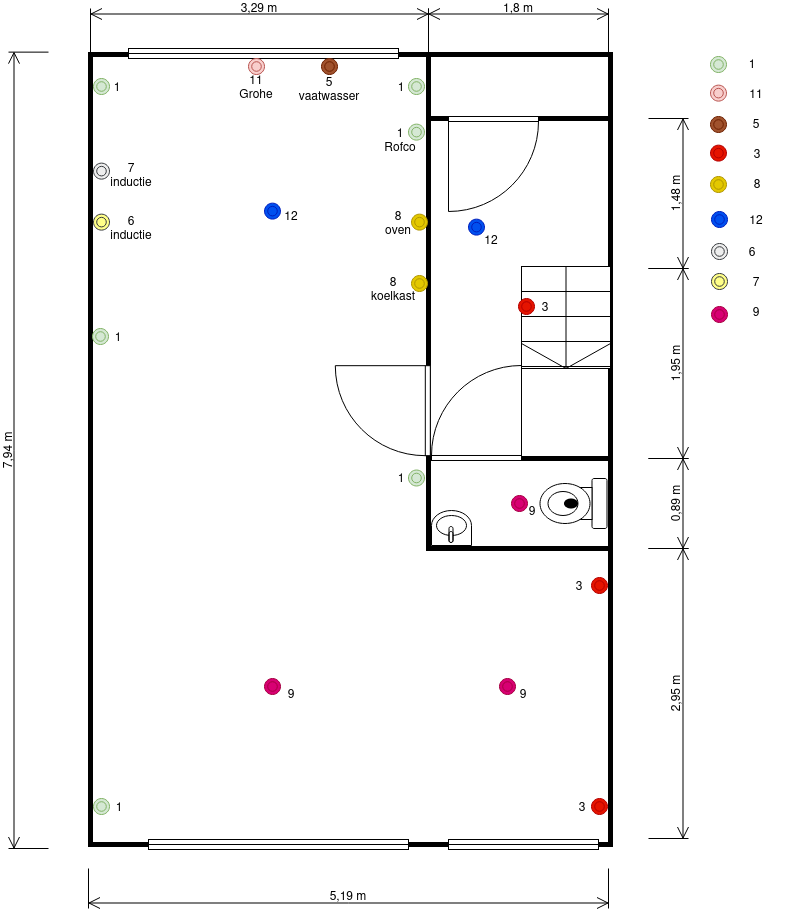 3,29 m
1,8 m
1
11
Grohe
5
vaatwasser
1
1
Rofco
7
inductie
6
inductie
12
8
oven
12
8
koelkast
3
1
1
9
3
9
9
1
3
7,94 m
5,19 m
1,48 m
1,95 m
0,89 m
2,95 m
1
11
5
3
8
12
6
7
9